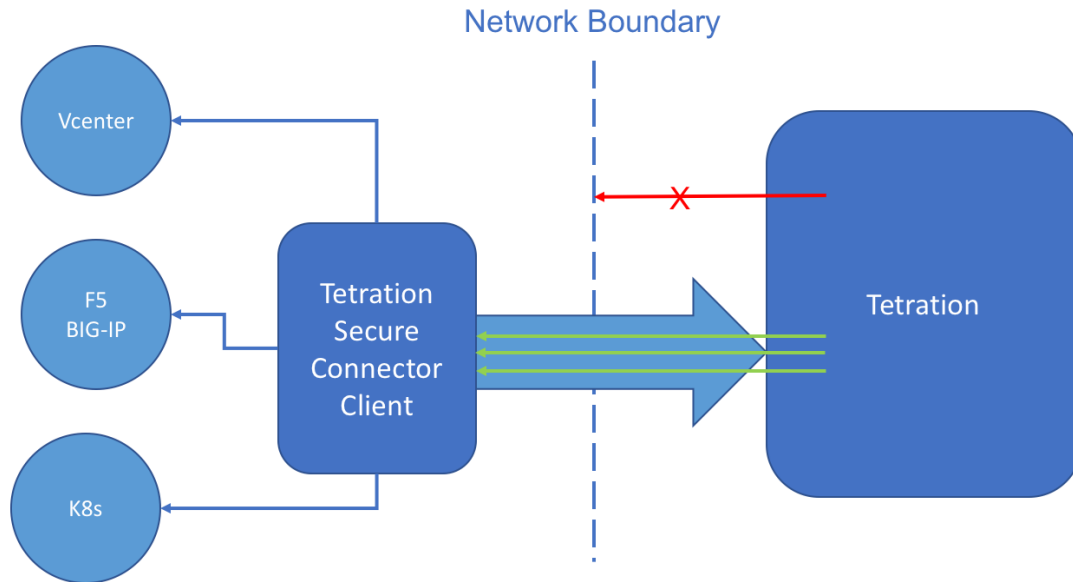 Network Boundary
Vcenter
F5
BIG-IP
K8s
Tetration
Secure
Connector
Client
X
Tetration